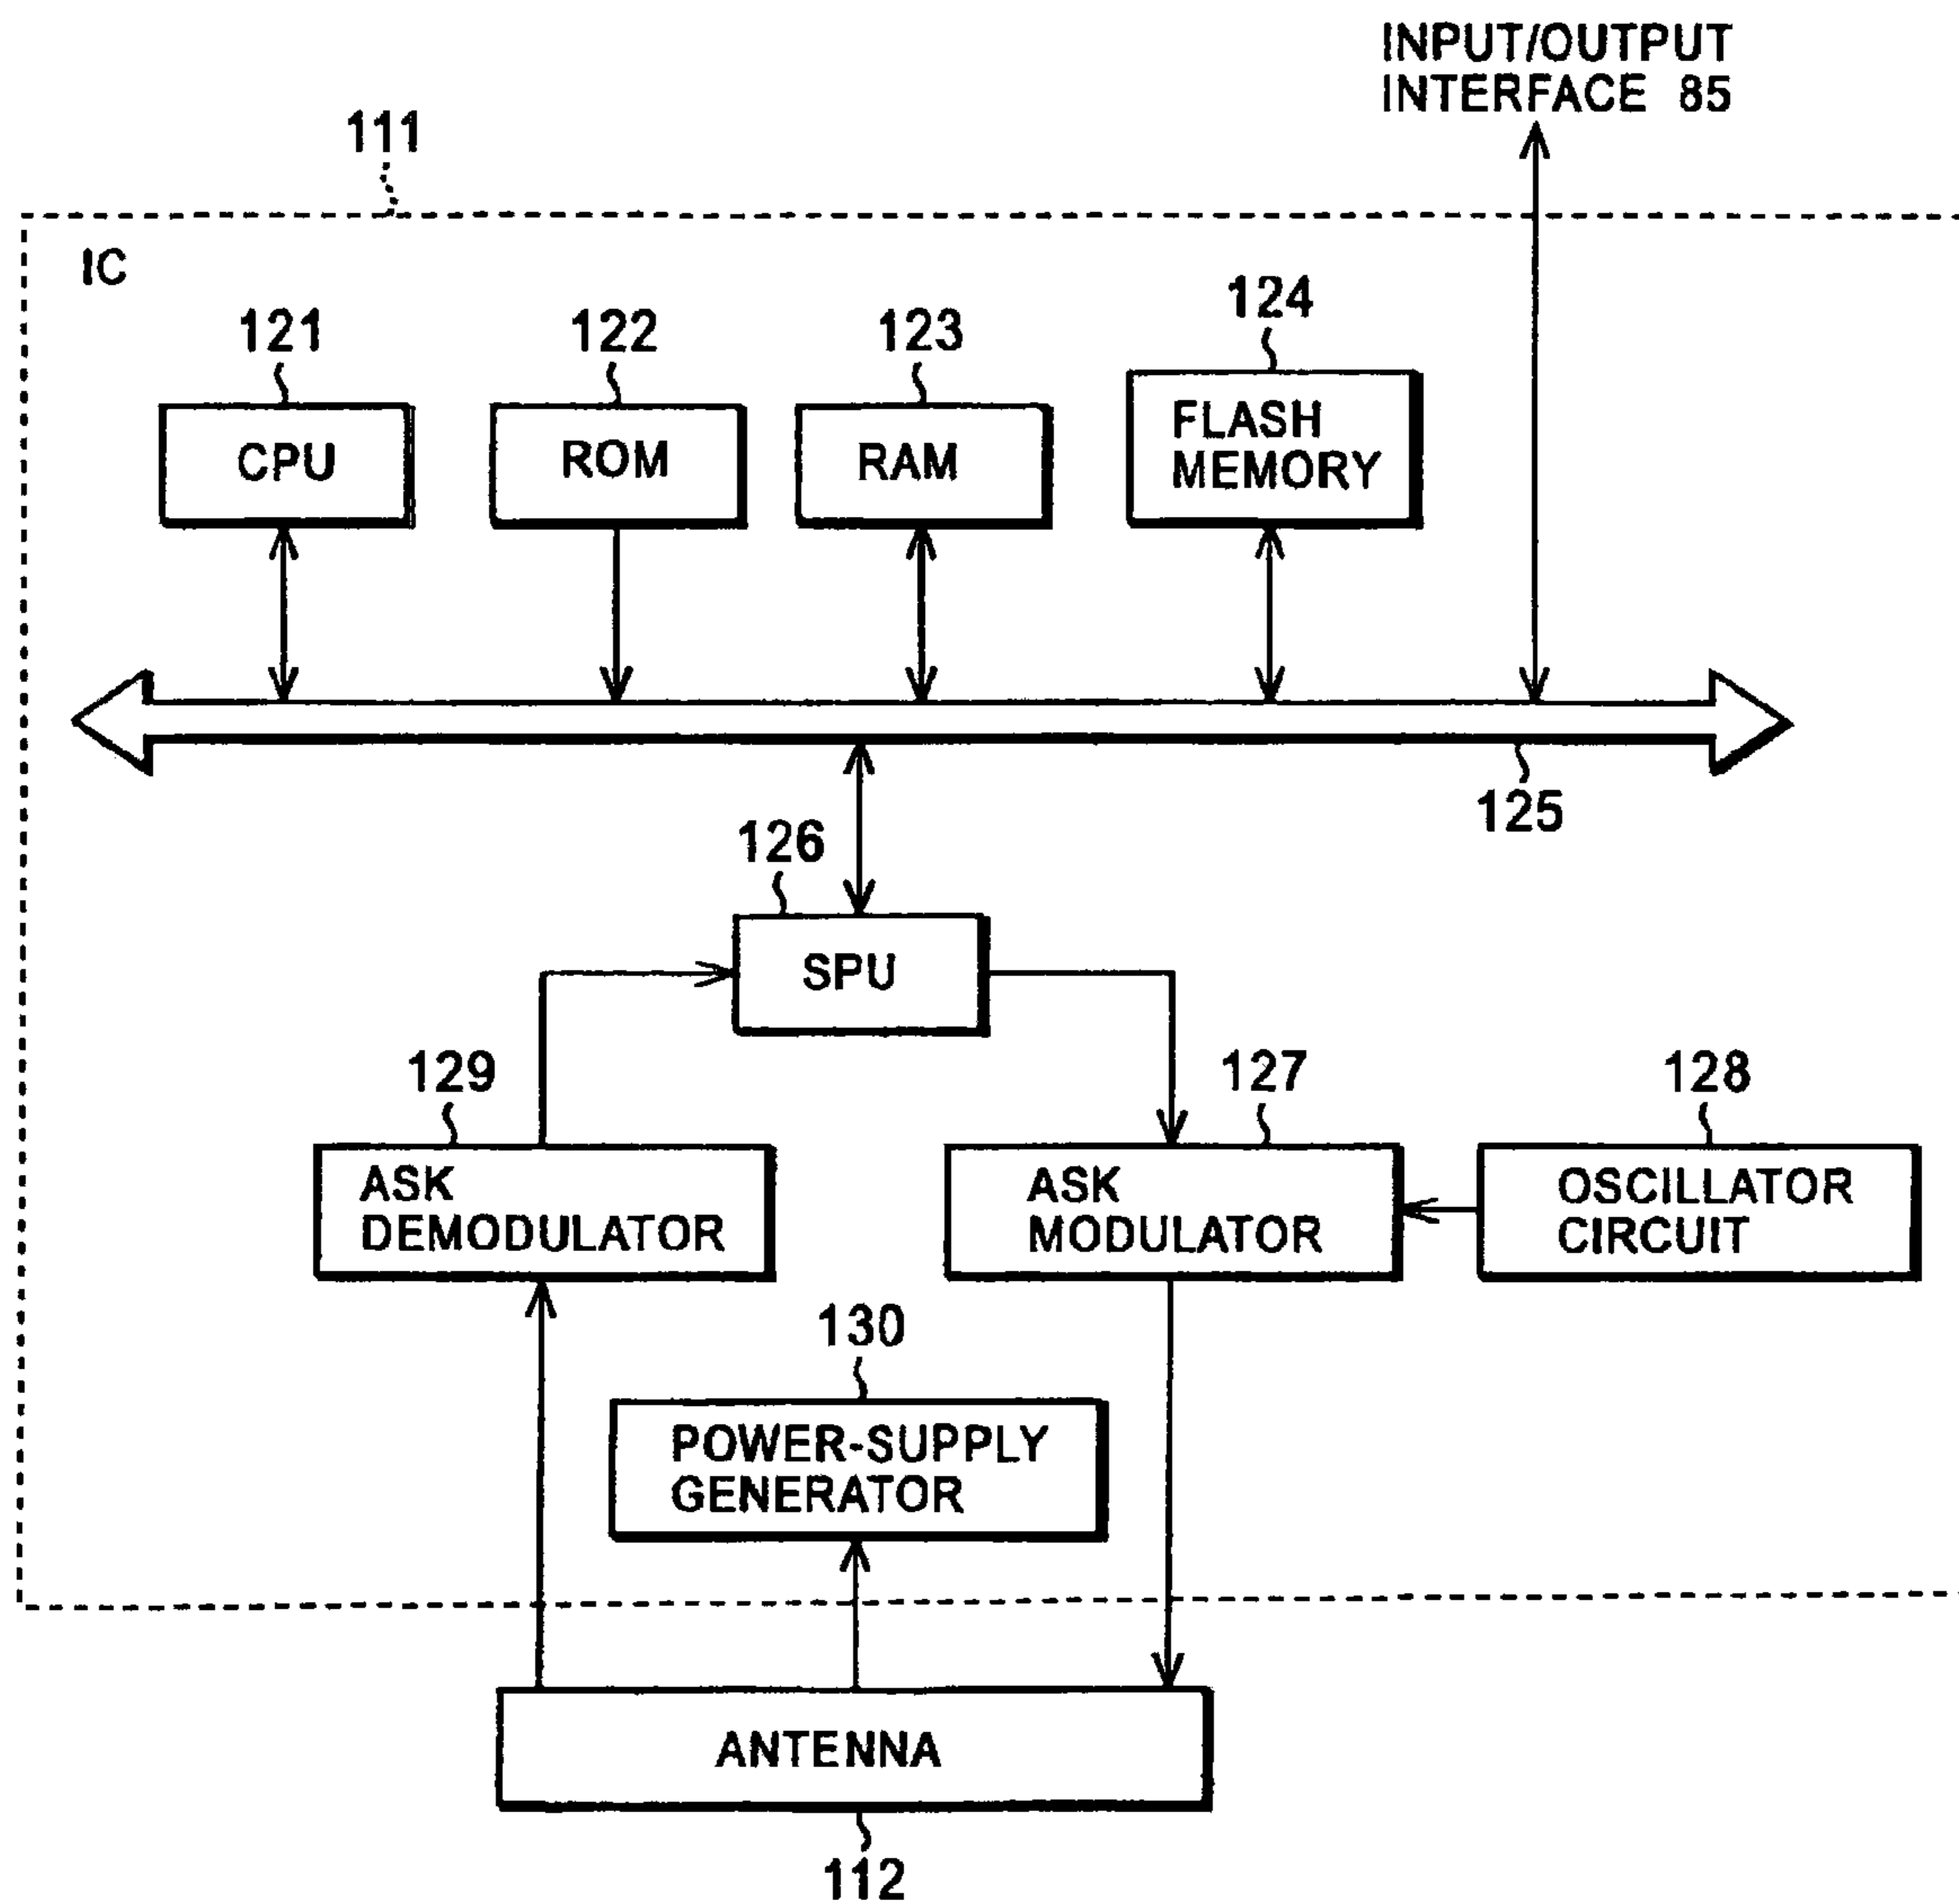 INPUT/OUTPUT
INTERFACE 85
111
IC
121
122
123
124
CPU
ROM
RAM
FLASH
MEMORY
125
126
SPU
129
127
128
ASK
DEMODULATOR
ASK
MODULATOR
OSCILLATOR
CIRCUIT
130
POWER-SUPPLY
GENERATOR
ANTENNA
112